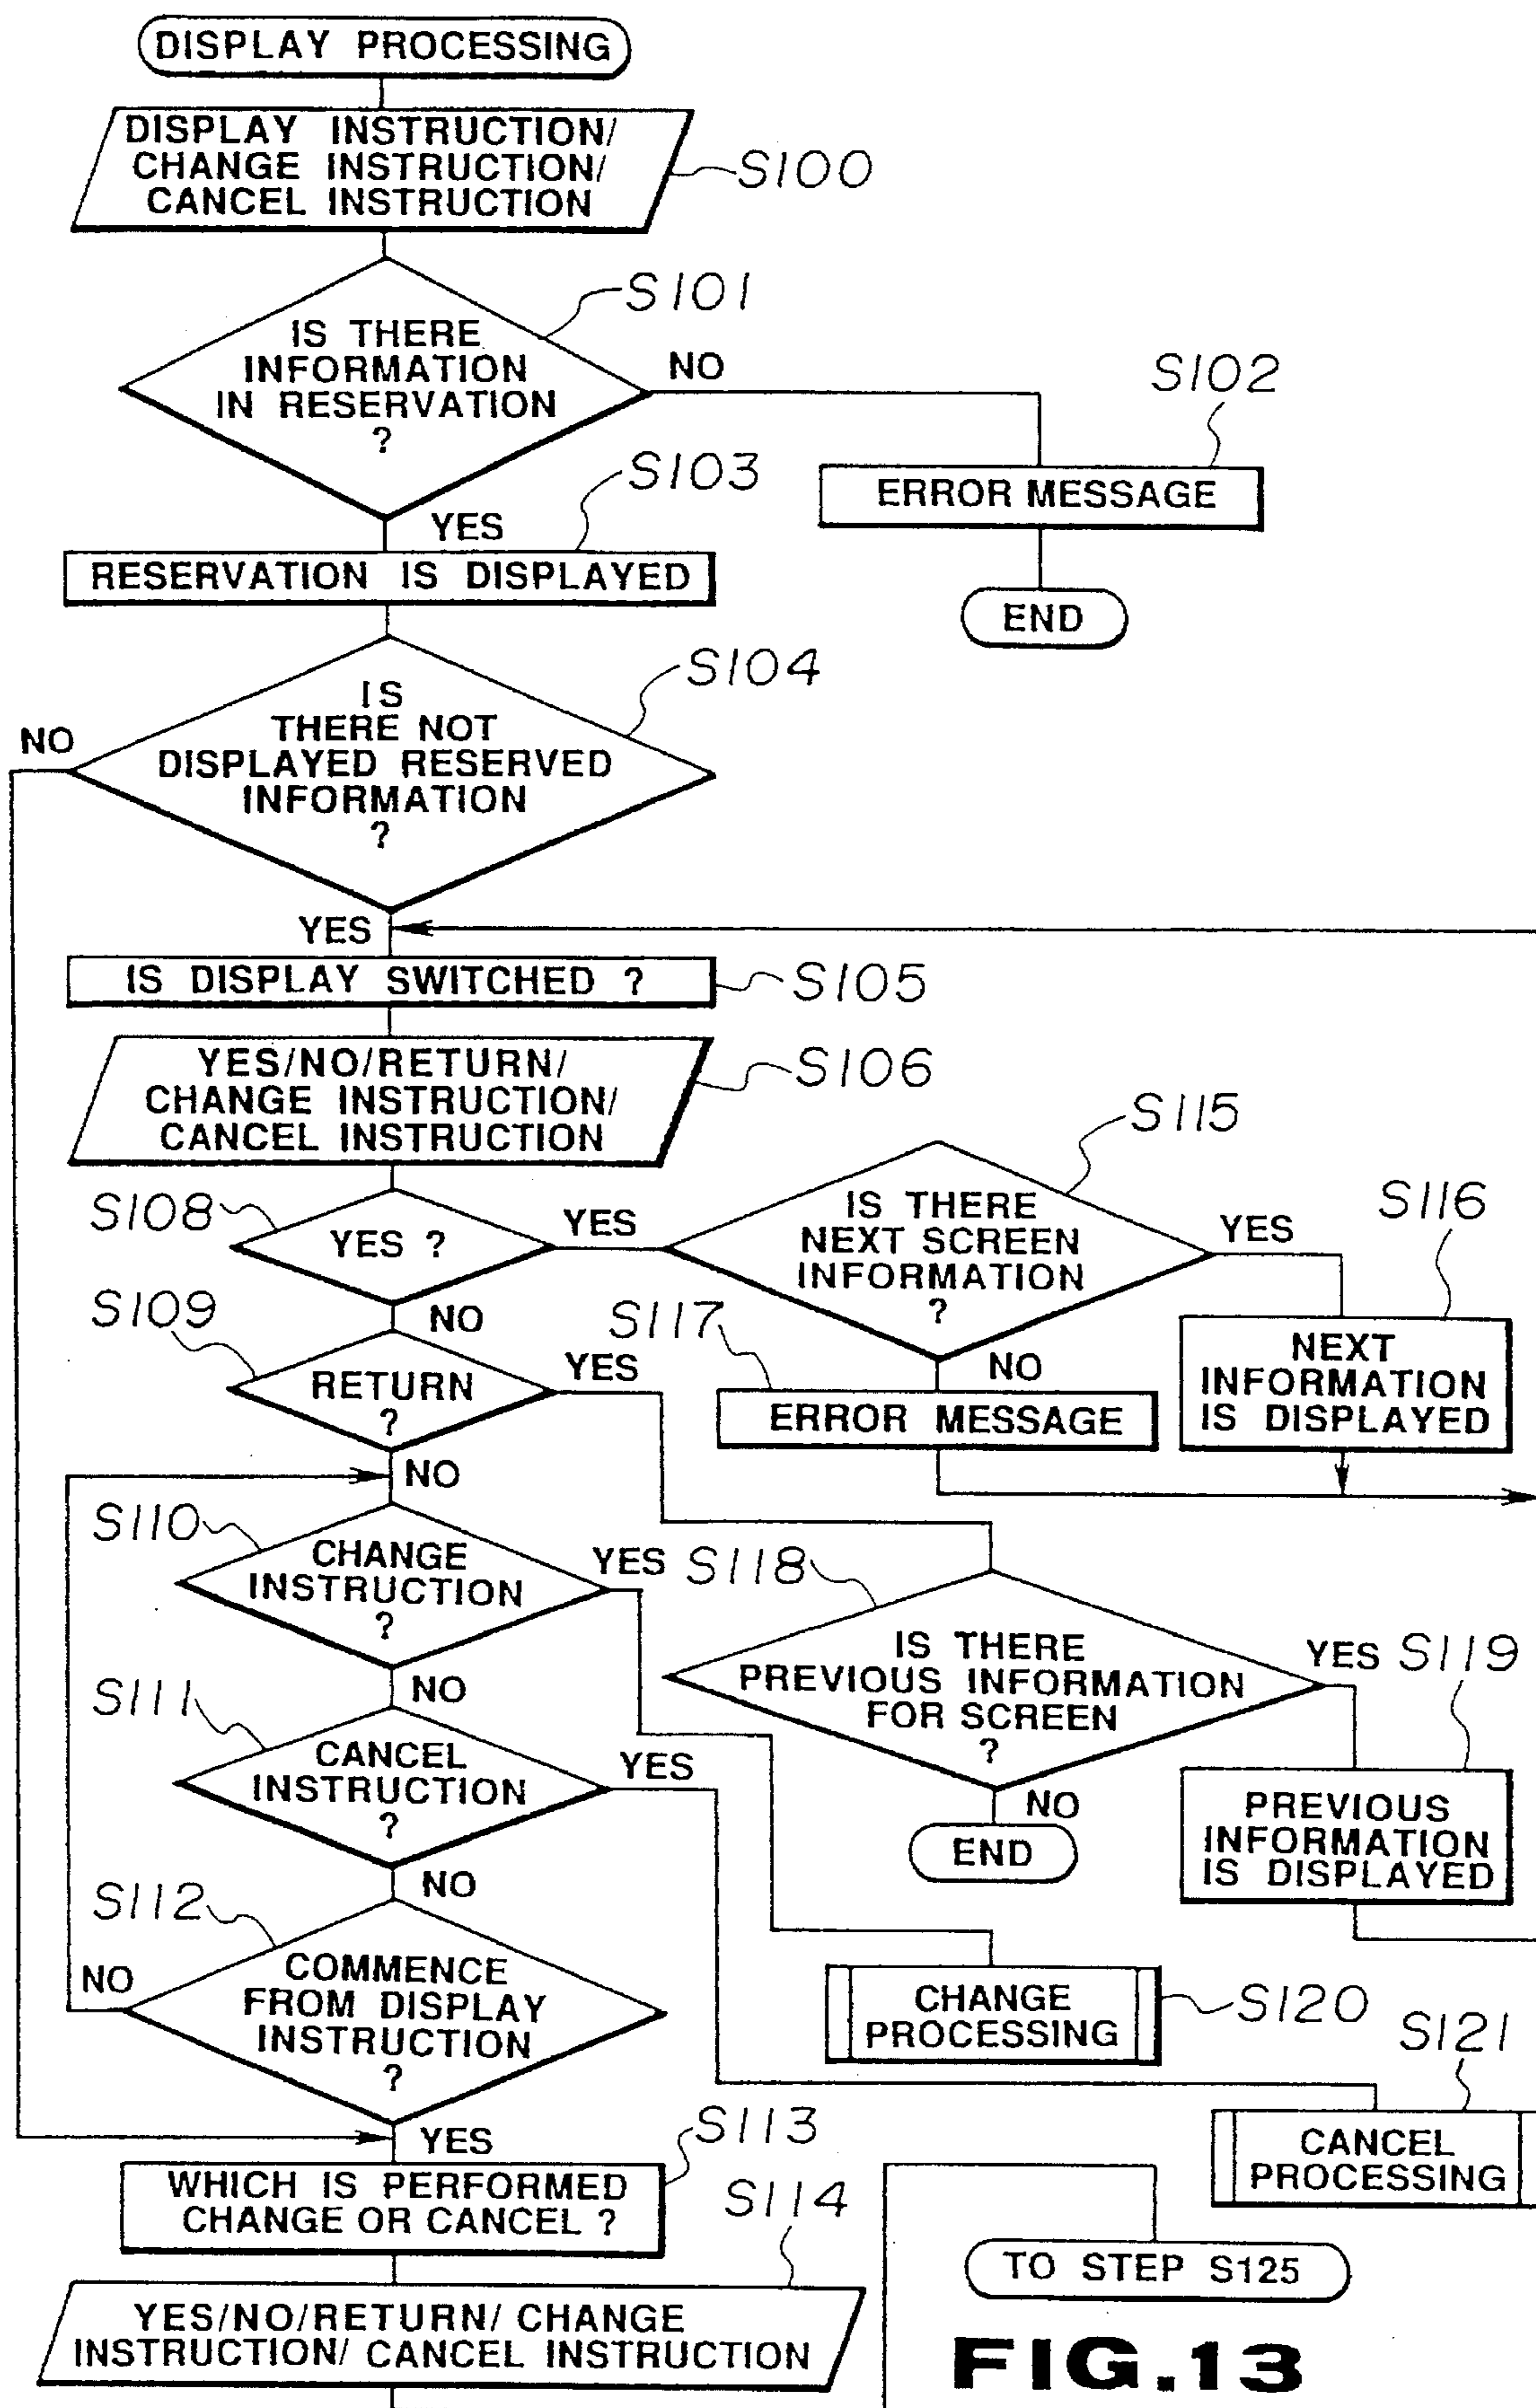 DISPLAY PROCESSING
DISPLAY INSTRUCTION/
CHANGE INSTRUCTION/
CANCEL INSTRUCTION
S100
S101
IS THERE
INFORMATION
IN RESERVATION
?
NO
S102
ERROR MESSAGE
END
YES
S103
RESERVATION IS DISPLAYED
S104
IS
THERE NOT
DISPLAYED RESERVED
INFORMATION
?
NO
YES
IS DISPLAY SWITCHED ?
S105
YES/NO/RETURN/
CHANGE INSTRUCTION/
CANCEL INSTRUCTION
S106
S108
YES ?
YES
S115
IS THERE
NEXT SCREEN
INFORMATION
?
YES
S116
NEXT
INFORMATION
IS DISPLAYED
NO
S109
RETURN
?
YES
S117
NO
ERROR MESSAGE
NO
S110
CHANGE
INSTRUCTION
?
YES
S118
IS THERE
PREVIOUS INFORMATION
FOR SCREEN
?
YES
S119
PREVIOUS
INFORMATION
IS DISPLAYED
NO
END
NO
S111
CANCEL
INSTRUCTION
?
YES
NO
S112
COMMENCE
FROM DISPLAY
INSTRUCTION
?
NO
CHANGE
PROCESSING
S120
S121
CANCEL
PROCESSING
YES
S113
WHICH IS PERFORMED
CHANGE OR CANCEL ?
S114
YES/NO/RETURN/ CHANGE
INSTRUCTION/ CANCEL INSTRUCTION
TO STEP S125
FIG.13